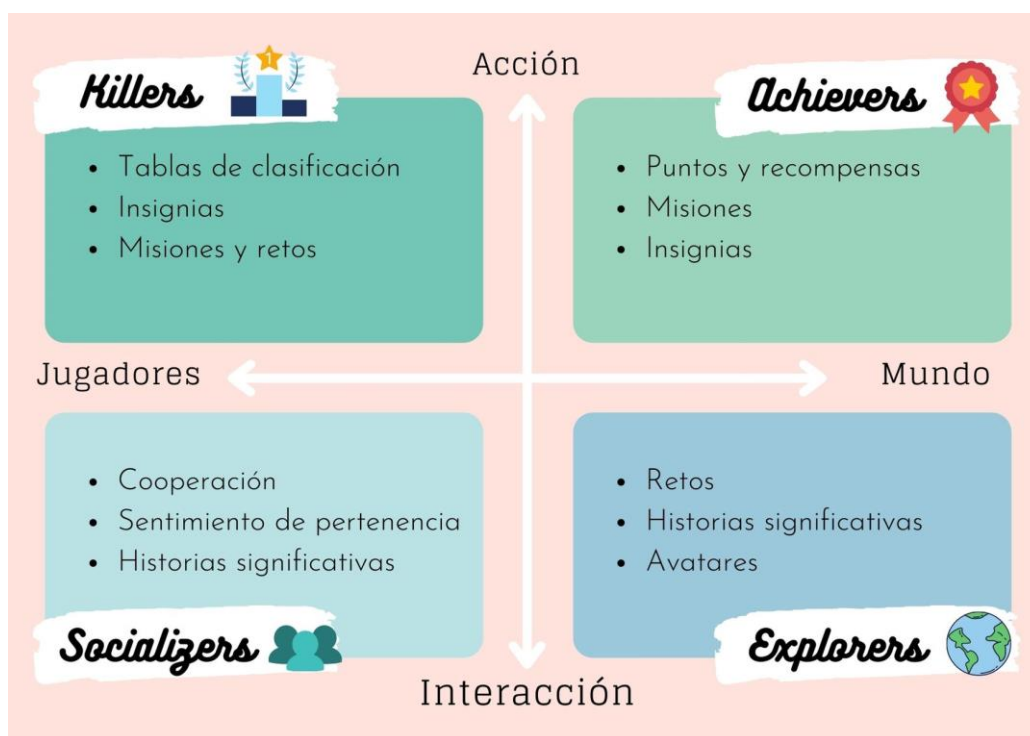 Acción
Killers
1
• Tablas de clasificación
• Insignias
• Misiones y retos
Achievers
• Puntos y recompensas
• Misiones
• Insignias
Jugadores
Mundo
• Cooperación
• Sentimiento de pertenencia
• Historias significativas
Socializers
• Retos
• Historias significativas
• Avatares
Explorers
Interacción